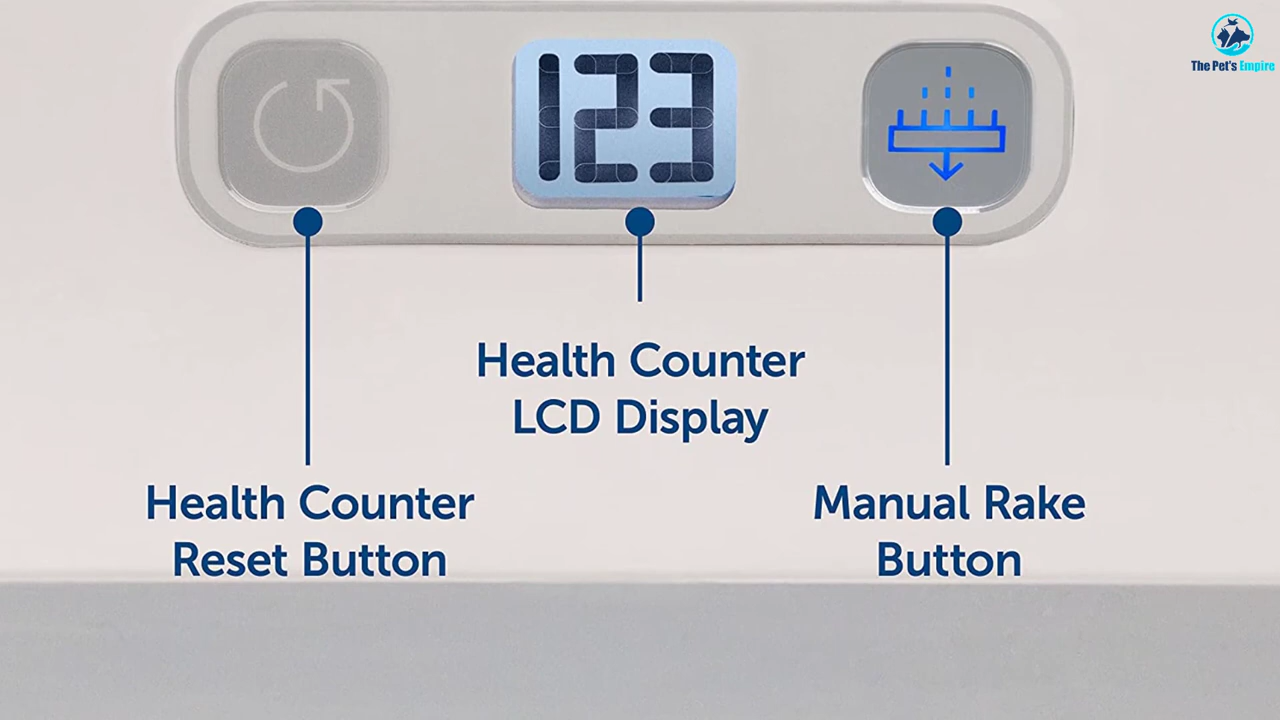 The Pet's Empire
123
Health Counter
LCD Display
Health Counter
Reset Button
Manual Rake
Button